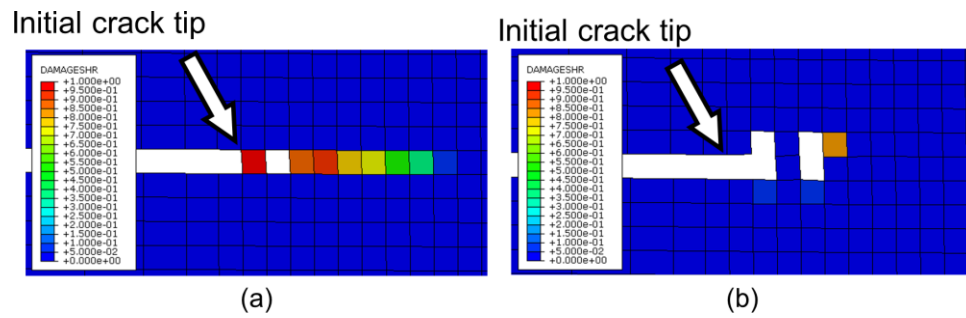 Initial crack tip
DAMAGESHR
+1.000e+00
+9.500e-01
+9.000e-01
+8.500e-01
+8.000e-01
+7.500e-01
+7.000e-01
+6.500e-01
+6.000e-01
+5.500e-01
+5.000e-01
+4.500e-01
+4.000e-01
+3.500e-01
+3.000e-01
+2.500e-01
+2.000e-01
+1.500e-01
+1.000e-01
+5.000e-02
+0.000e+00
(a)
Initial crack tip
DAMAGESHR
+1.000e+00
+9.500e-01
+9.000e-01
+8.500e-01
+8.000e-01
+7.500e-01
+7.000e-01
+6.500e-01
+6.000e-01
+5.500e-01
+5.000e-01
+4.500e-01
+4.000e-01
+3.500e-01
+3.000e-01
+2.500e-01
+2.000e-01
+1.500e-01
+1.000e-01
+5.000e-02
+0.000e+00
(b)